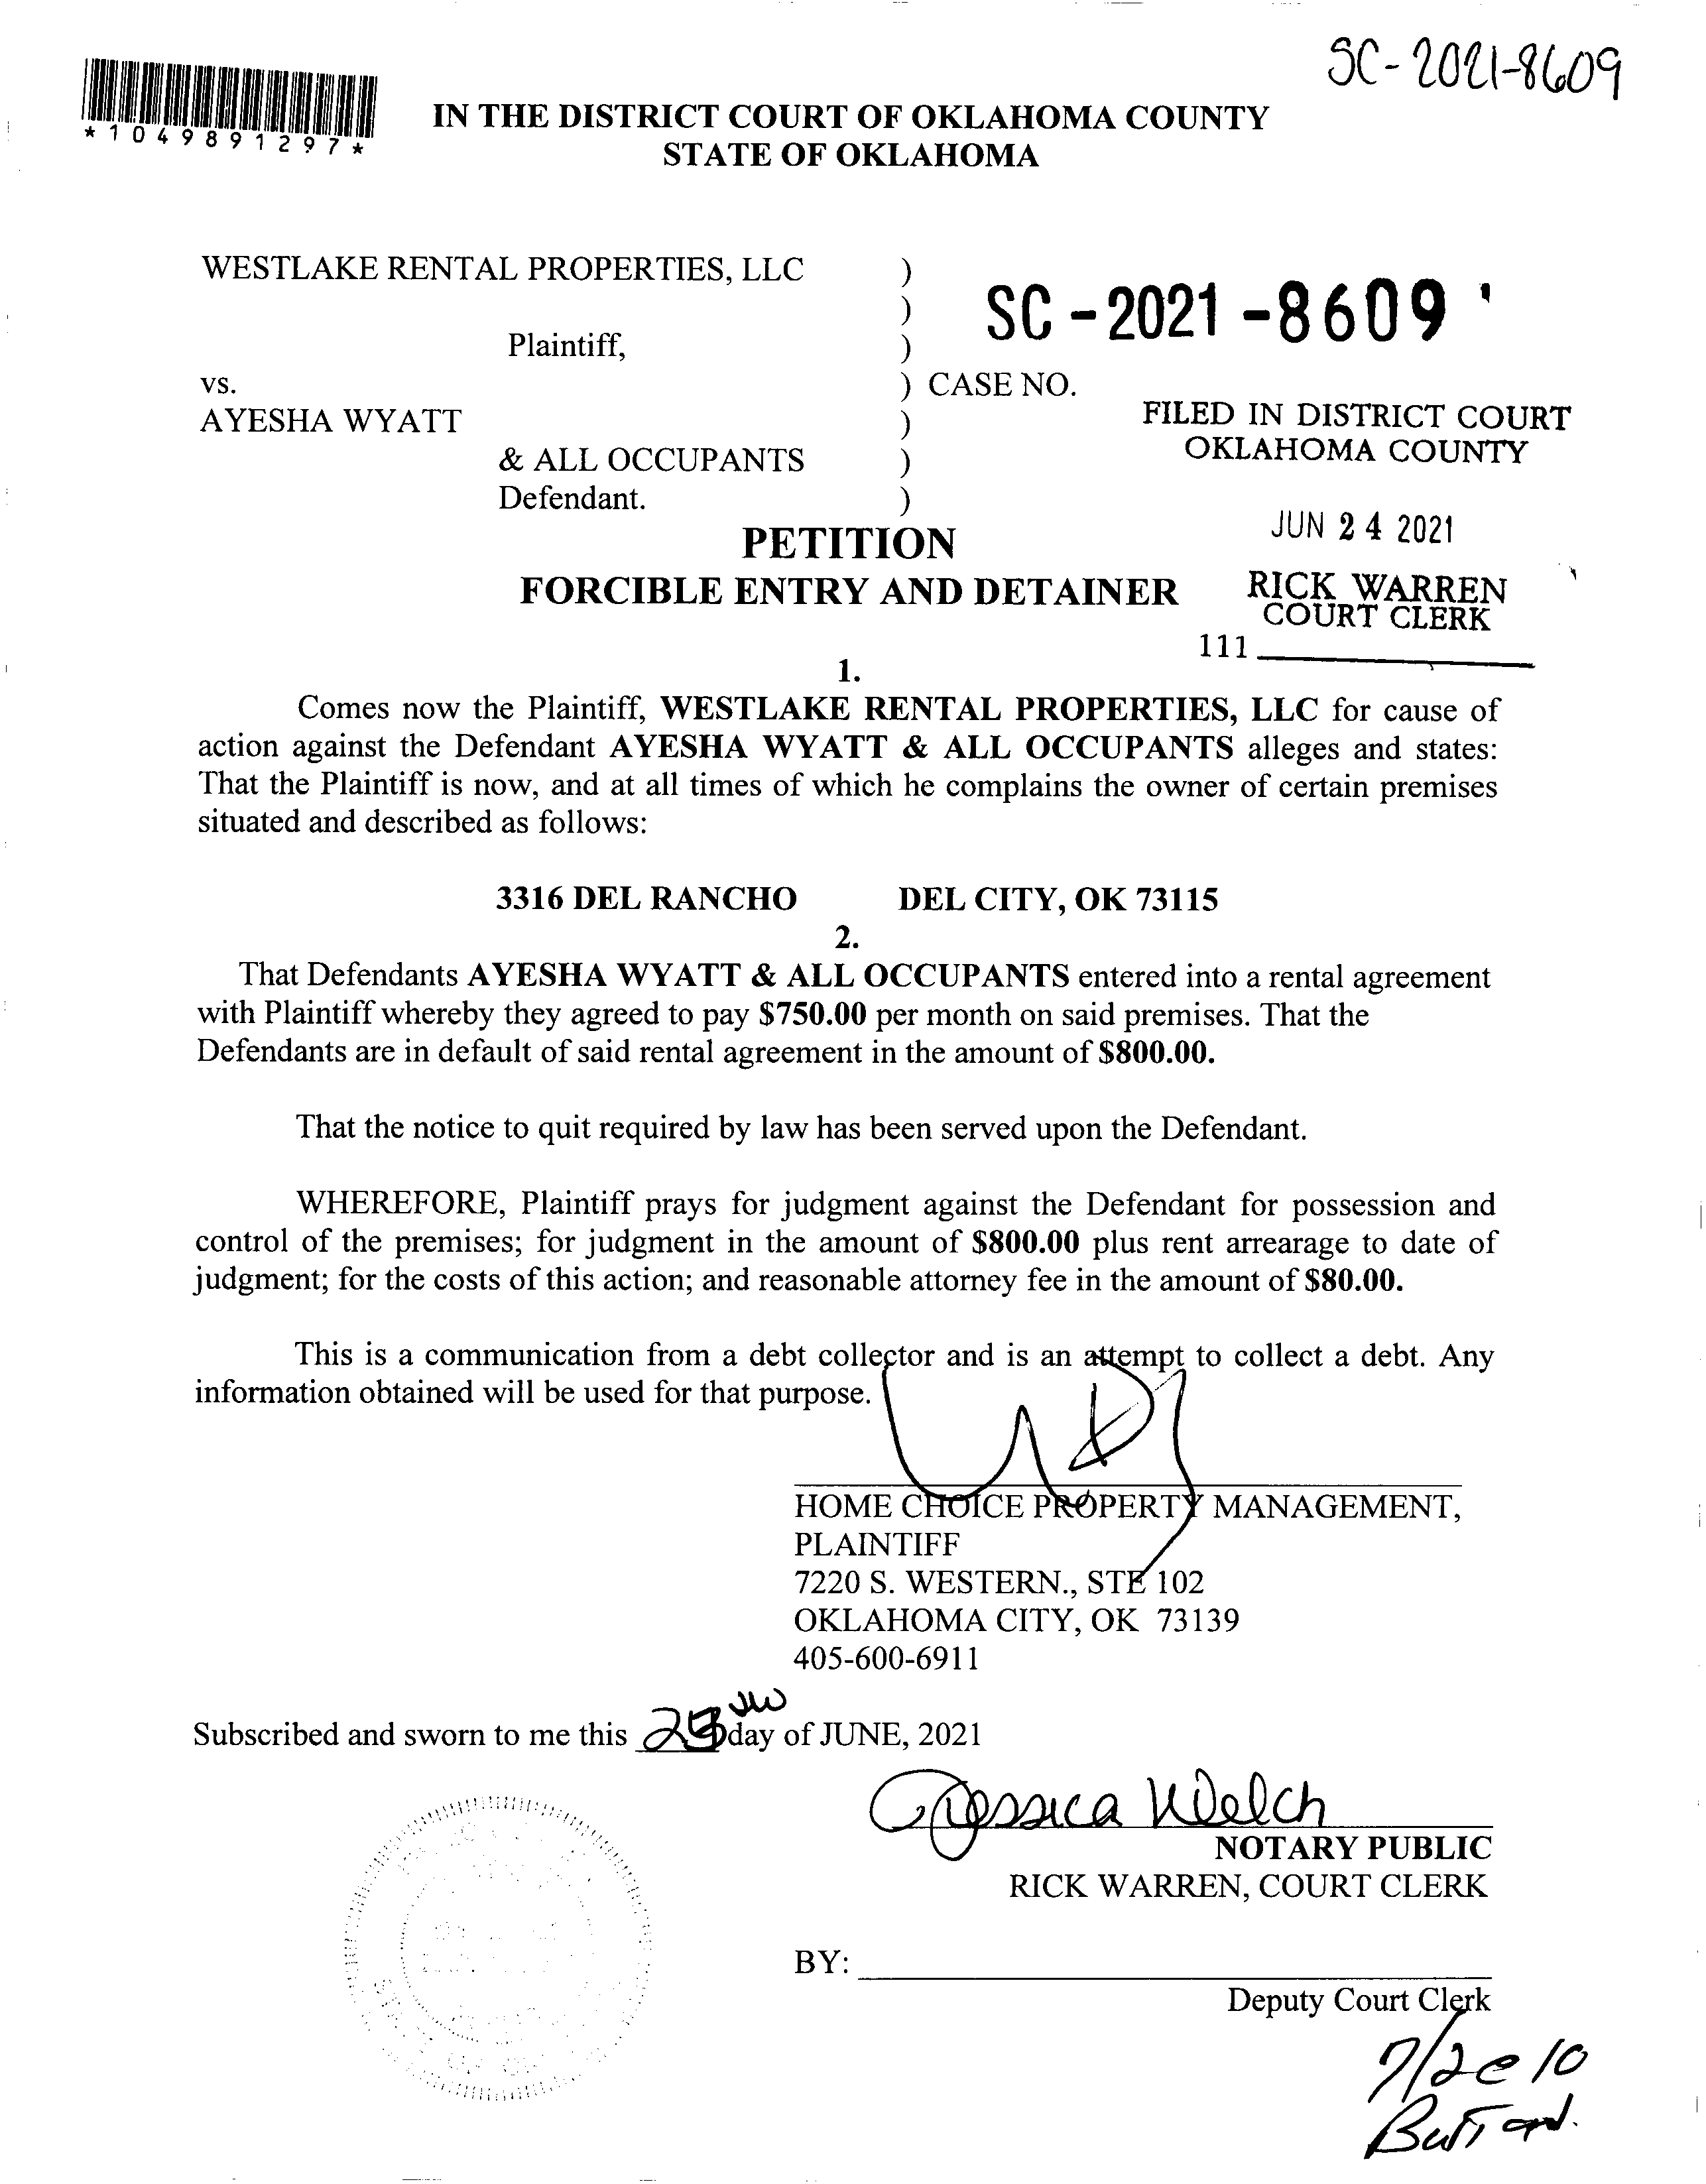 SC-2021-8609
*1049891297*
IN THE DISTRICT COURT OF OKLAHOMA COUNTY
STATE OF OKLAHOMA
WESTLAKE RENTAL PROPERTIES, LLC )
) SC-2021-8609
Plaintiff, )
vs. ) CASE NO.
AYESHA WYATT )
& ALL OCCUPANTS )
Defendant. )
FILED IN DISTRICT COURT
OKLAHOMA COUNTY
JUN 24 2021
RICK WARREN
COURT CLERK
111
PETITION
FORCIBLE ENTRY AND DETAINER
1.
Comes now the Plaintiff, WESTLAKE RENTAL PROPERTIES, LLC for cause of
action against the Defendant AYESHA WYATT & ALL OCCUPANTS alleges and states:
That the Plaintiff is now, and at all times of which he complains the owner of certain premises
situated and described as follows:
3316 DEL RANCHO DEL CITY, OK 73115
2.
That Defendants AYESHA WYATT & ALL OCCUPANTS entered into a rental agreement
with Plaintiff whereby they agreed to pay $750.00 per month on said premises. That the
Defendants are in default of said rental agreement in the amount of $800.00.
That the notice to quit required by law has been served upon the Defendant.
WHEREFORE, Plaintiff prays for judgment against the Defendant for possession and
control of the premises; for judgment in the amount of $800.00 plus rent arrearage to date of
judgment; for the costs of this action; and reasonable attorney fee in the amount of $80.00.
This is a communication from a debt collector and is an attempt to collect a debt. Any
information obtained will be used for that purpose.
HOME CHOICE PROPERTY MANAGEMENT,
PLAINTIFF
7220 S. WESTERN., STE 102
OKLAHOMA CITY, OK 73139
405-600-6911
JW
Subscribed and sworn to me this day of JUNE, 2021
Jessica Welch
NOTARY PUBLIC
RICK WARREN, COURT CLERK
BY:
Deputy Court Clerk
7/2 e 10